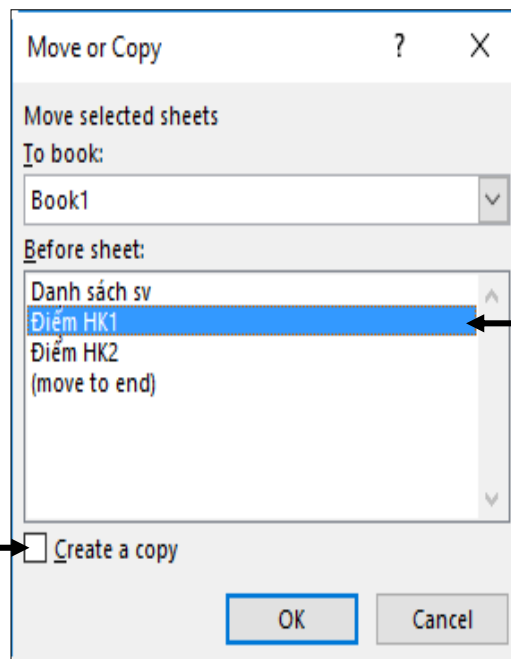 Move or Copy ? X
Move selected sheets
To book:
Book1
Before sheet:
Danh sách sv
Điểm HK1
Điểm HK2
(move to end)
Create a copy
OK Cancel